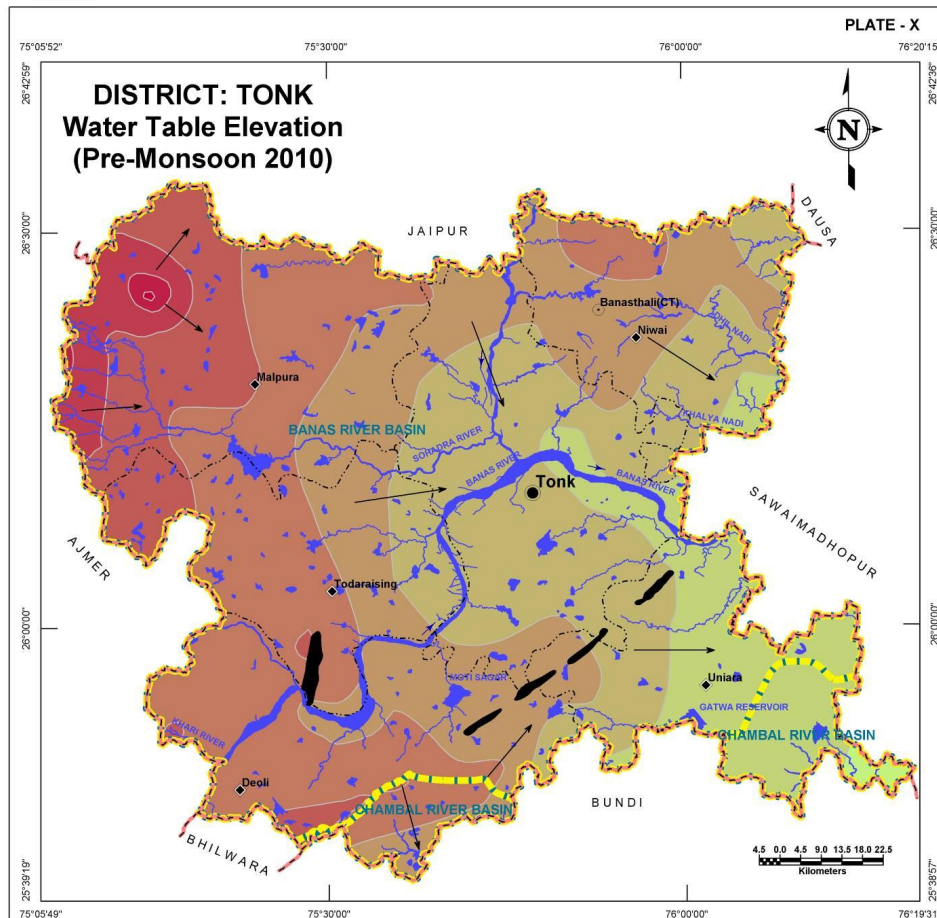 PLATE - X
75°05'52"
75°30'00"
76°00'00"
76°20'15
26°42'59"
26°42'36"
DISTRICT: TONK
Water Table Elevation
(Pre-Monsoon 2010)
N
DAUSA
JAIPUR
26°30'00"
26°30'00"
Banasthali(CT)
Niwai
Malpura
KHALYA NADI
BANAS RIVER BASIN
SOHADRA RIVER
BANAS RIVER
BANAS RIVER
Tonk
SAWAIMADHOPUR
AJMER
Todaraising
26°00'00"
26°00'00"
MOTI SAGAR
Uniara
GATWA RESERVOIR
KHARI RIVER
CHAMBAL RIVER BASIN
Deoli
CHAMBAL RIVER BASIN
BUNDI
BHILWARA
4.5 0.0 4.5 9.0 13.5 18.0 22.5
Kilometers
25°39'19"
25°38'57"
75°05'49"
75°30'00"
76°00'00"
76°19'3